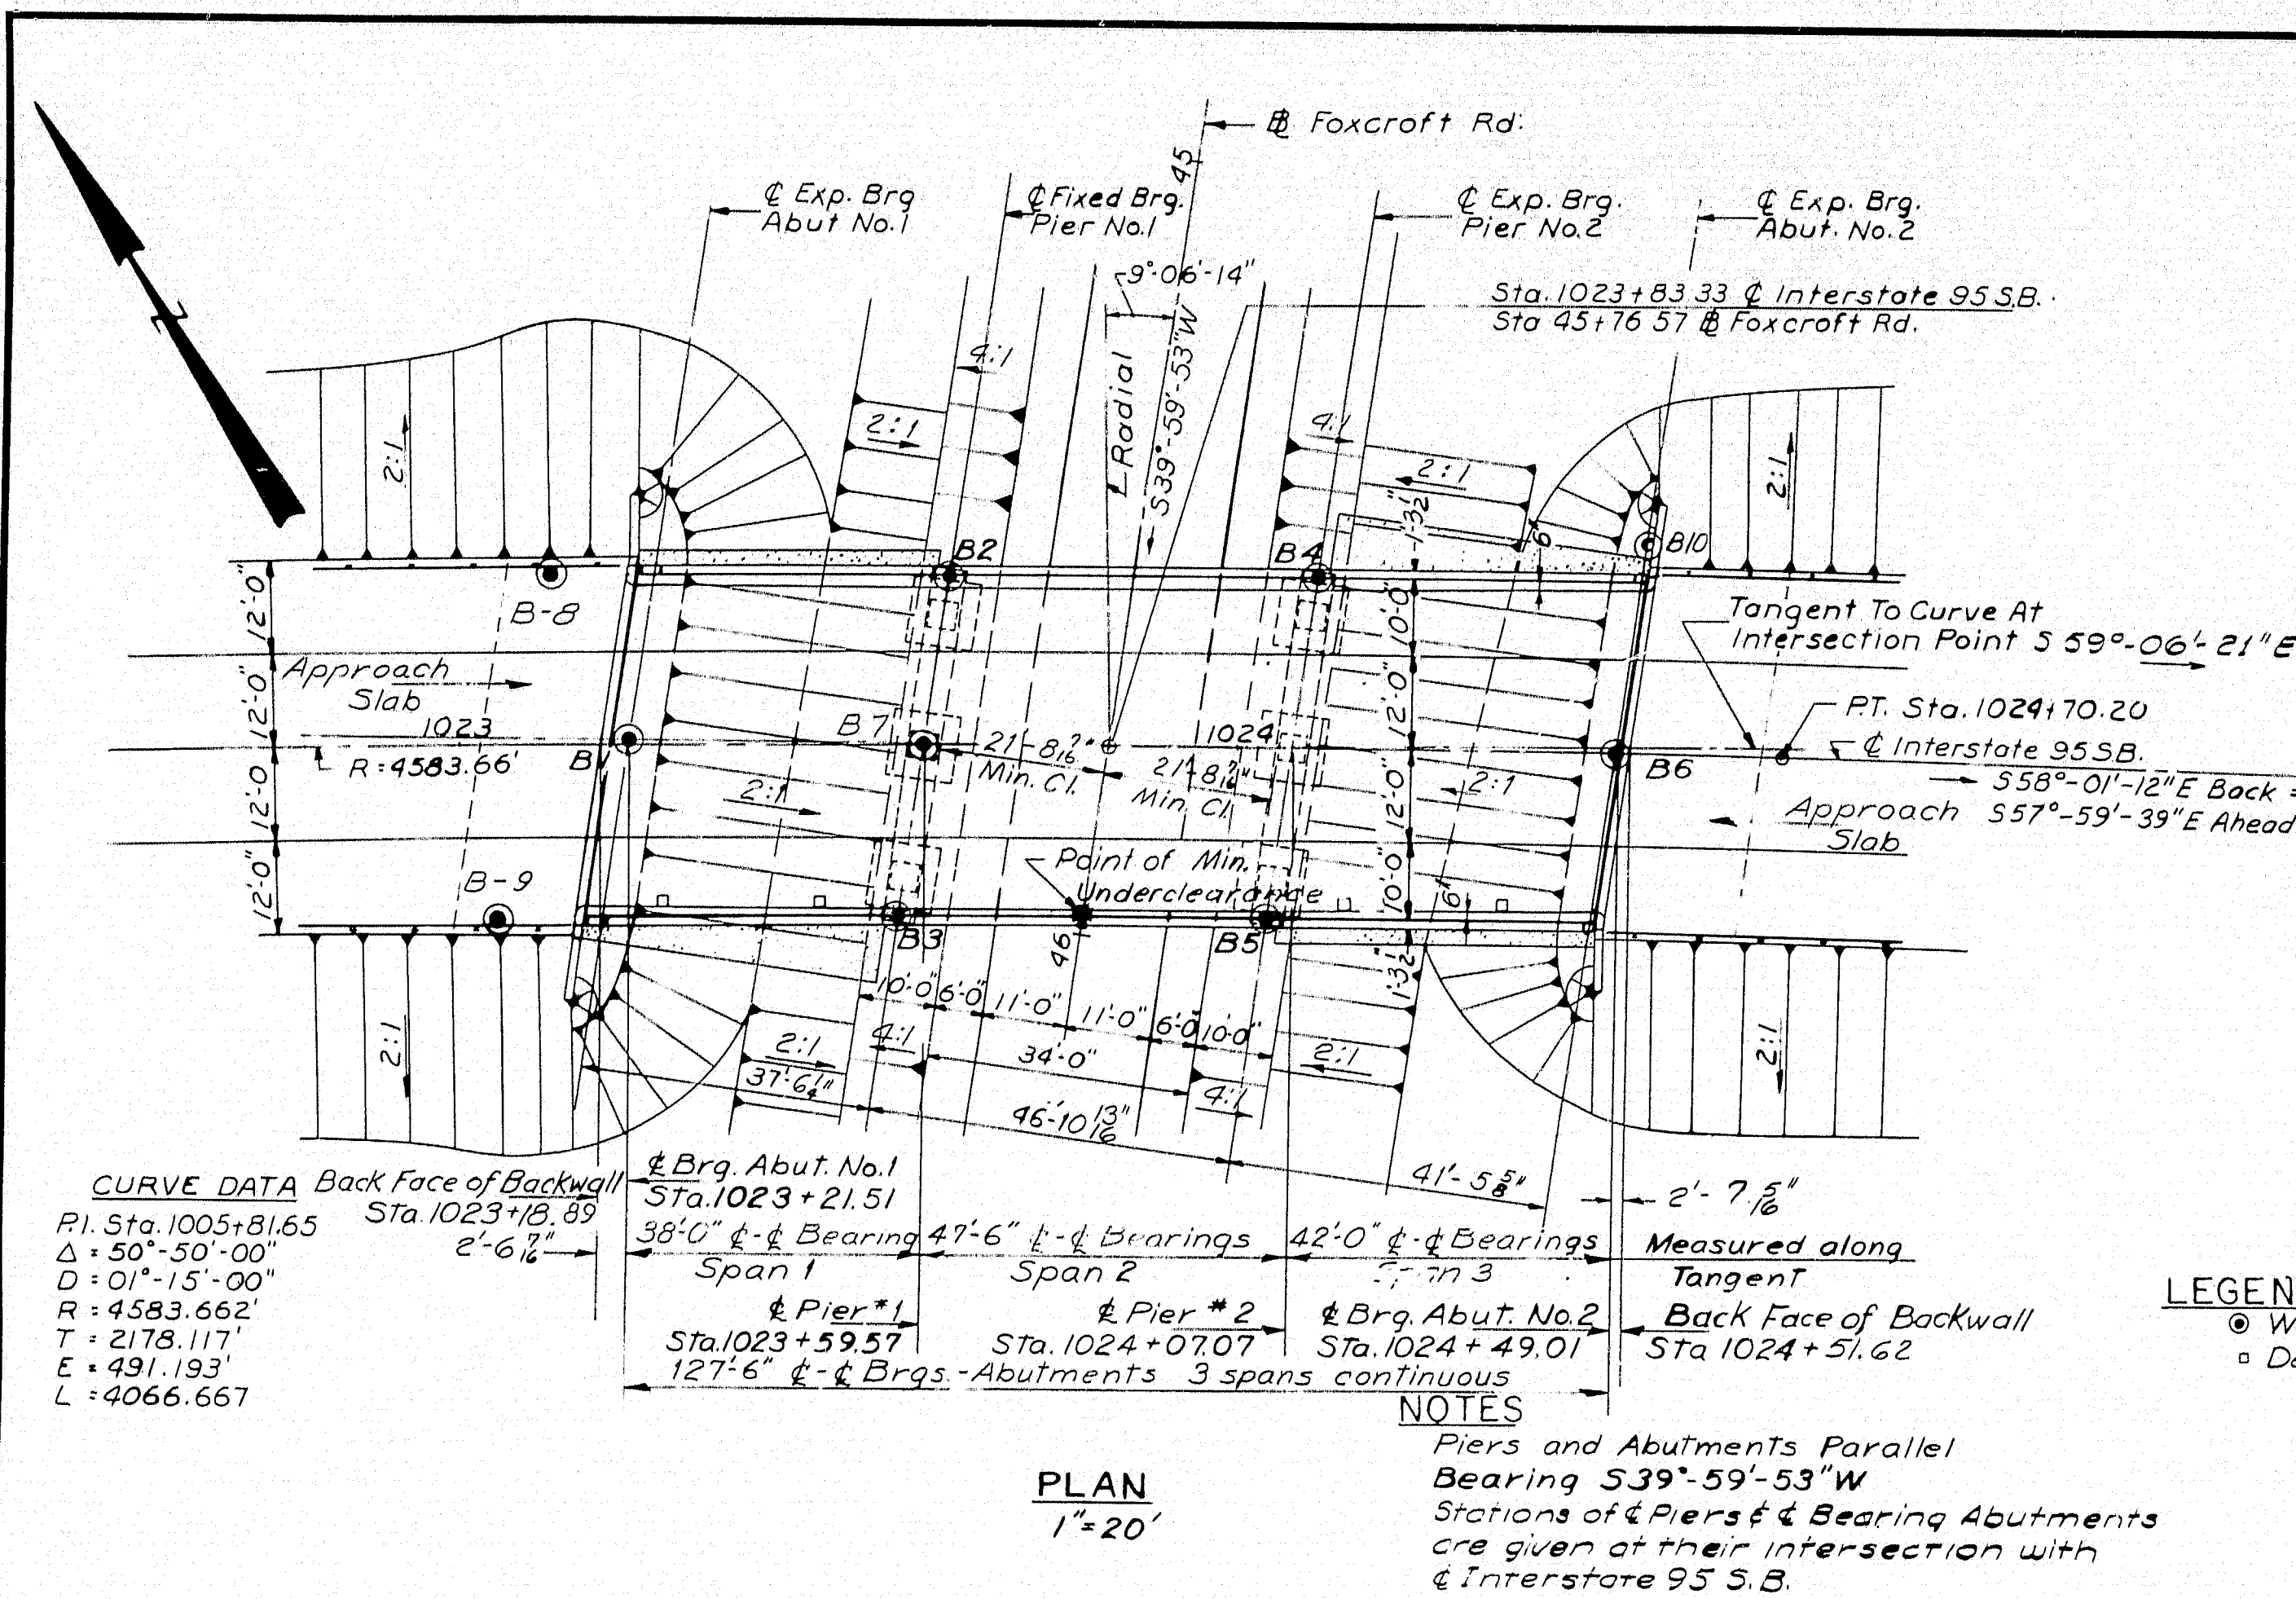 ℄ Foxcroft Rd.
45
℄ Exp. Brg
Abut No.1
℄ Fixed Brg.
Pier No.1
℄ Exp. Brg.
Pier No.2
℄ Exp. Brg.
Abut. No.2
9°-06'-14"
Sta. 1023+83 33 ℄ Interstate 95 S.B.
Sta 45+76 57 ℄ Foxcroft Rd.
4:1
2:1
2:1
Radial
S39°-59'-53"W
4:1
2:1
2:1
1'-3½"
6'
B2
B4
B10
B-8
12'-0"
10'-0"
Tangent To Curve At
Intersection Point S 59°-06'-21"E
Approach
Slab
12'-0"
12'-0"
P.T. Sta. 1024+70.20
1023
B7
21'-8 7/16"
Min. Cl.
1024
℄ Interstate 95 S.B.
R=4583.66'
B1
21'-8 7/16"
Min. Cl.
B6
S58°-01'-12"E Back =
12'-0
2:1
12'-0"
2:1
Approach
Slab
S57°-59'-39"E Ahead
12'-0"
B-9
Point of Min.
Underclearance
10'-0"
6'
B3
46
B5
1'-3½"
10'-0" 6'-0" 11'-0" 11'-0" 6'-0" 10'-0"
2:1
2:1
4:1
34'-0"
2:1
2:1
37'-6¼"
4:1
46'-10 13/16"
41'-5 5/8"
2'-7 5/16"
CURVE DATA
P.I. Sta. 1005+81.65
Δ = 50°-50'-00"
D = 01°-15'-00"
R = 4583.662'
T = 2178.117'
E = 491.193'
L = 4066.667
Back Face of Backwall
Sta. 1023+18.89
2'-6 7/16"
℄ Brg. Abut. No.1
Sta. 1023+21.51
38'-0" ℄-℄ Bearing
Span 1
47'-6" ℄-℄ Bearings
Span 2
42'-0" ℄-℄ Bearings
Span 3
Measured along
Tangent
℄ Pier #1
Sta. 1023+59.57
℄ Pier #2
Sta. 1024+07.07
℄ Brg. Abut. No.2
Sta. 1024+49.01
Back Face of Backwall
Sta 1024+51.62
127'-6" ℄-℄ Brgs.-Abutments 3 spans continuous
LEGEN
W
NOTES
Piers and Abutments Parallel
Bearing S39°-59'-53"W
Stations of ℄ Piers & ℄ Bearing Abutments
are given at their intersection with
℄ Interstate 95 S.B.
PLAN
1"=20'